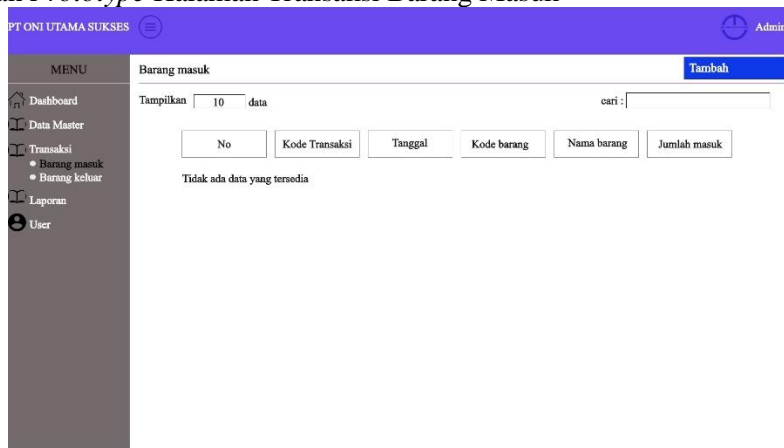 Prototype Halaman Transaksi Barang Masuk
PT ONI UTAMA SUKSES
Admin
MENU
Barang masuk
Tambah
Dashboard
Tampilkan 10 data
cari :
Data Master
Transaksi
Barang masuk
Barang keluar
Laporan
User
No Kode Transaksi Tanggal Kode barang Nama barang Jumlah masuk
Tidak ada data yang tersedia